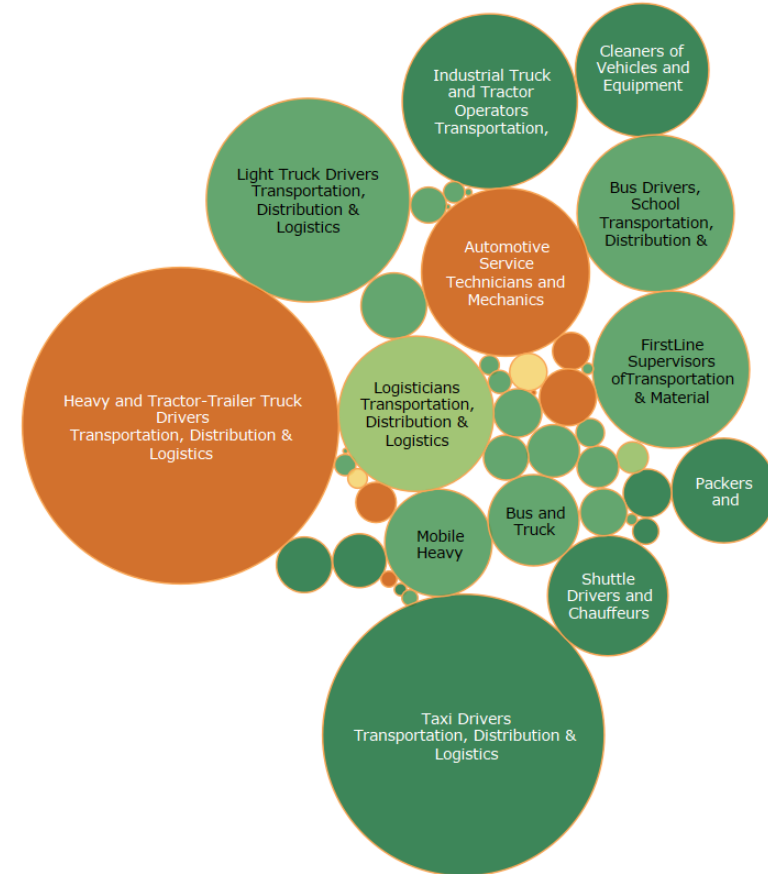 Cleaners of
Vehicles and
Equipment
Industrial Truck
and Tractor
Operators
Transportation,
Light Truck Drivers
Transportation,
Distribution &
Logistics
Bus Drivers,
School
Transportation,
Distribution &
Automotive
Service
Technicians and
Mechanics
FirstLine
Supervisors
ofTransportation
& Material
Heavy and Tractor-Trailer Truck
Drivers
Transportation, Distribution &
Logistics
Logisticians
Transportation,
Distribution &
Logistics
Packers
and
Bus and
Truck
Mobile
Heavy
Shuttle
Drivers and
Chauffeurs
Taxi Drivers
Transportation, Distribution &
Logistics